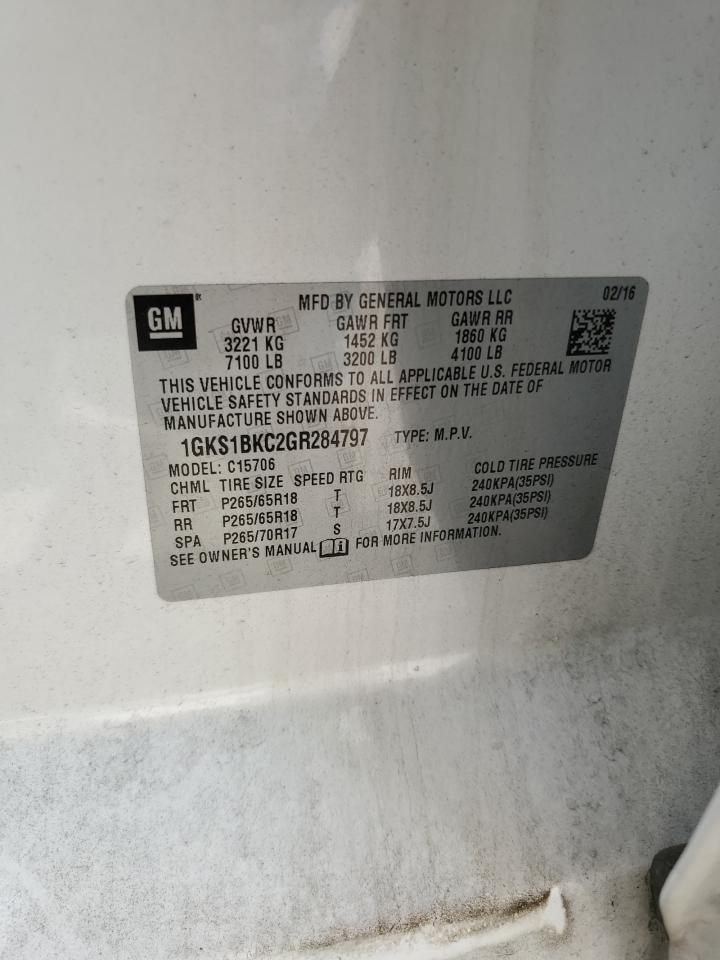 GM
MFD BY GENERAL MOTORS LLC 02/16
GVWR GAWR FRT GAWR RR
3221 KG 1452 KG 1860 KG
7100 LB 3200 LB 4100 LB
THIS VEHICLE CONFORMS TO ALL APPLICABLE U.S. FEDERAL MOTOR
VEHICLE SAFETY STANDARDS IN EFFECT ON THE DATE OF
MANUFACTURE SHOWN ABOVE.
1GKS1BKC2GR284797 TYPE: M.P.V.
MODEL: C15706
CHML TIRE SIZE SPEED RTG RIM COLD TIRE PRESSURE
FRT P265/65R18 T 18X8.5J 240KPA(35PSI)
RR P265/65R18 T 18X8.5J 240KPA(35PSI)
SPA P265/70R17 S 17X7.5J 240KPA(35PSI)
SEE OWNER'S MANUAL FOR MORE INFORMATION.